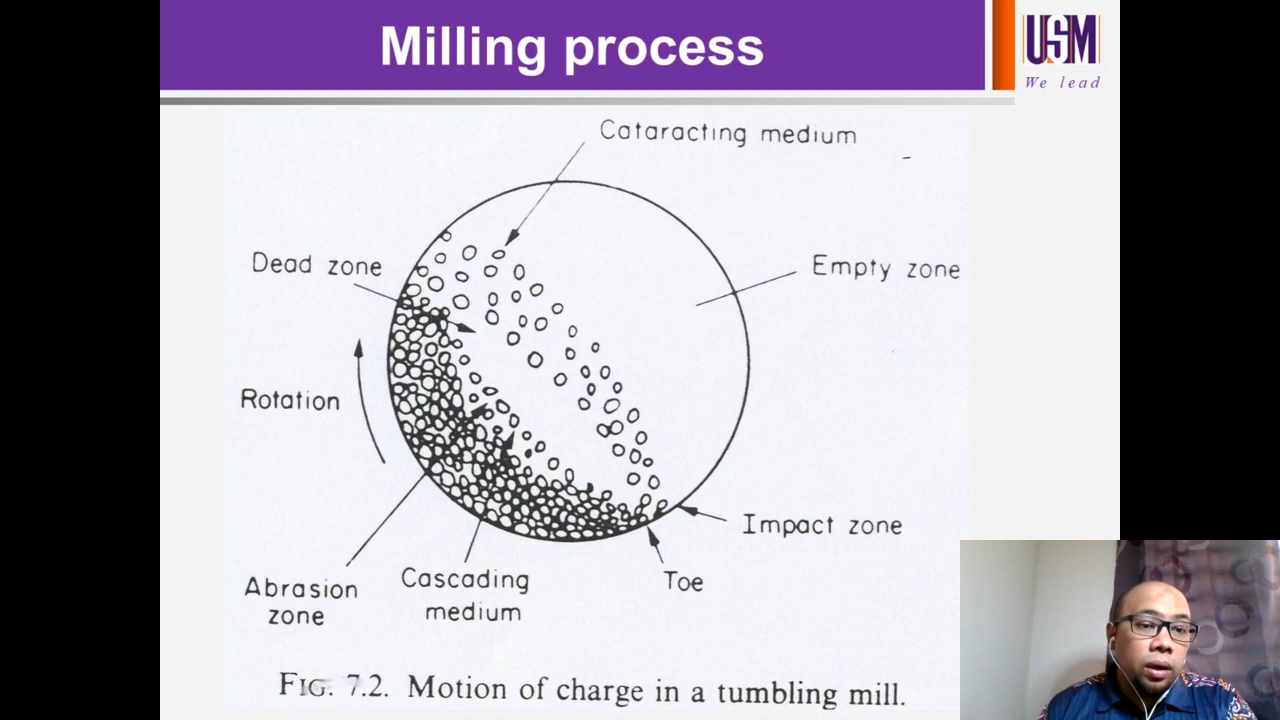 Milling process
USM
We lead
Cataracting medium
Dead zone
Empty zone
Rotation
Impact zone
Abrasion
zone
Cascading
medium
Toe
FIG. 7.2. Motion of charge in a tumbling mill.